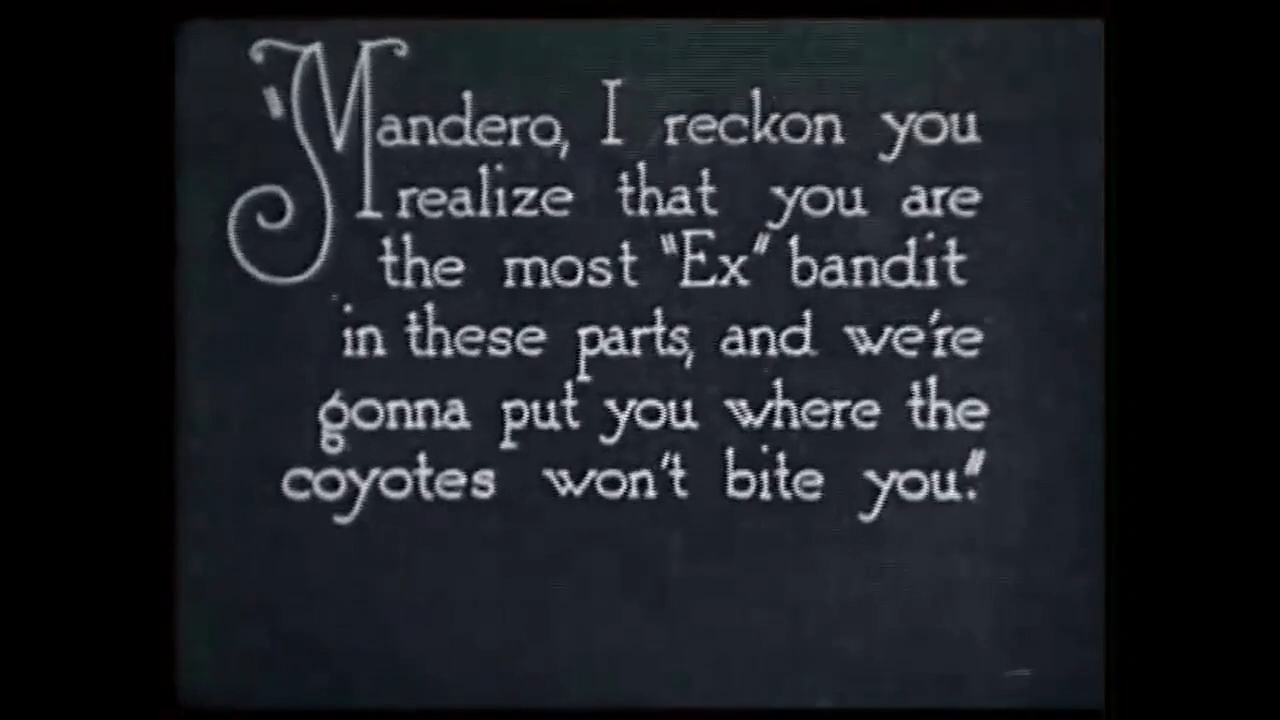 "Mandero, I reckon you
realize that you are
the most "Ex" bandit
in these parts, and we're
gonna put you where the
coyotes won't bite you."